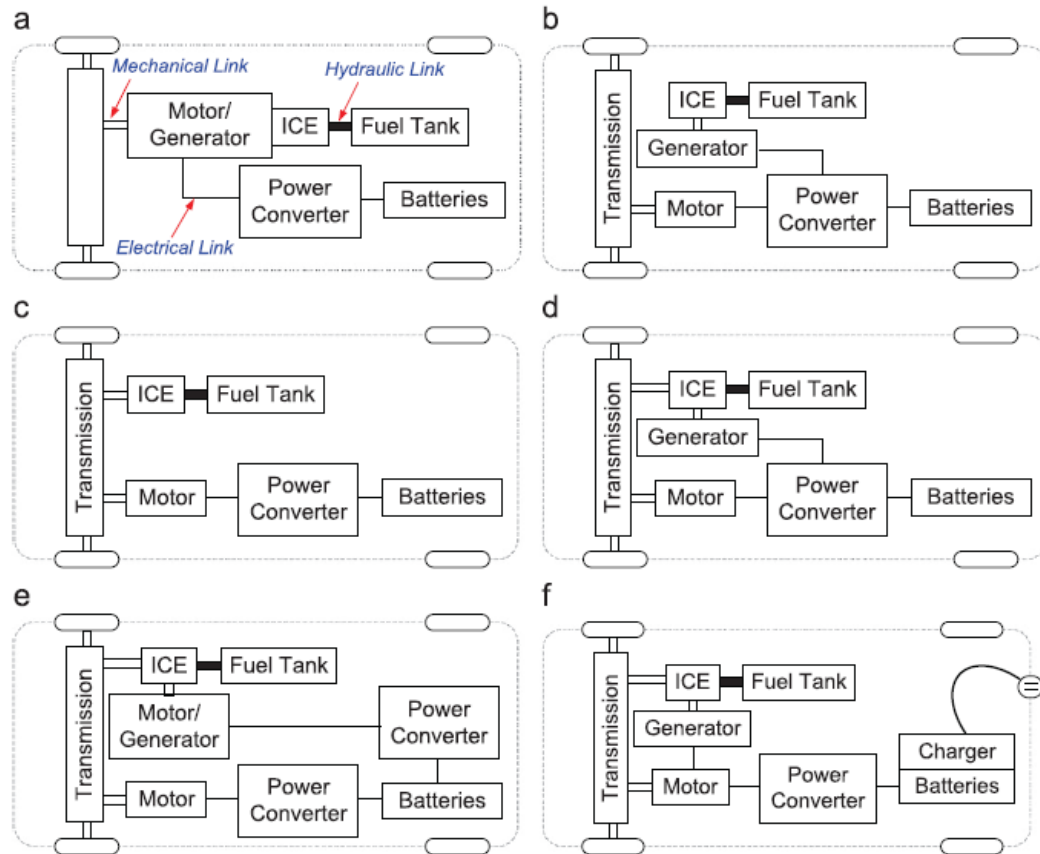 a
Mechanical Link
Hydraulic Link
Motor/
Generator
ICE
Fuel Tank
Power
Converter
Batteries
Electrical Link
b
Transmission
ICE
Fuel Tank
Generator
Motor
Power
Converter
Batteries
c
Transmission
ICE
Fuel Tank
Motor
Power
Converter
Batteries
d
Transmission
ICE
Fuel Tank
Generator
Motor
Power
Converter
Batteries
e
Transmission
ICE
Fuel Tank
Motor/
Generator
Power
Converter
Motor
Power
Converter
Batteries
f
Transmission
ICE
Fuel Tank
Generator
Motor
Power
Converter
Charger
Batteries